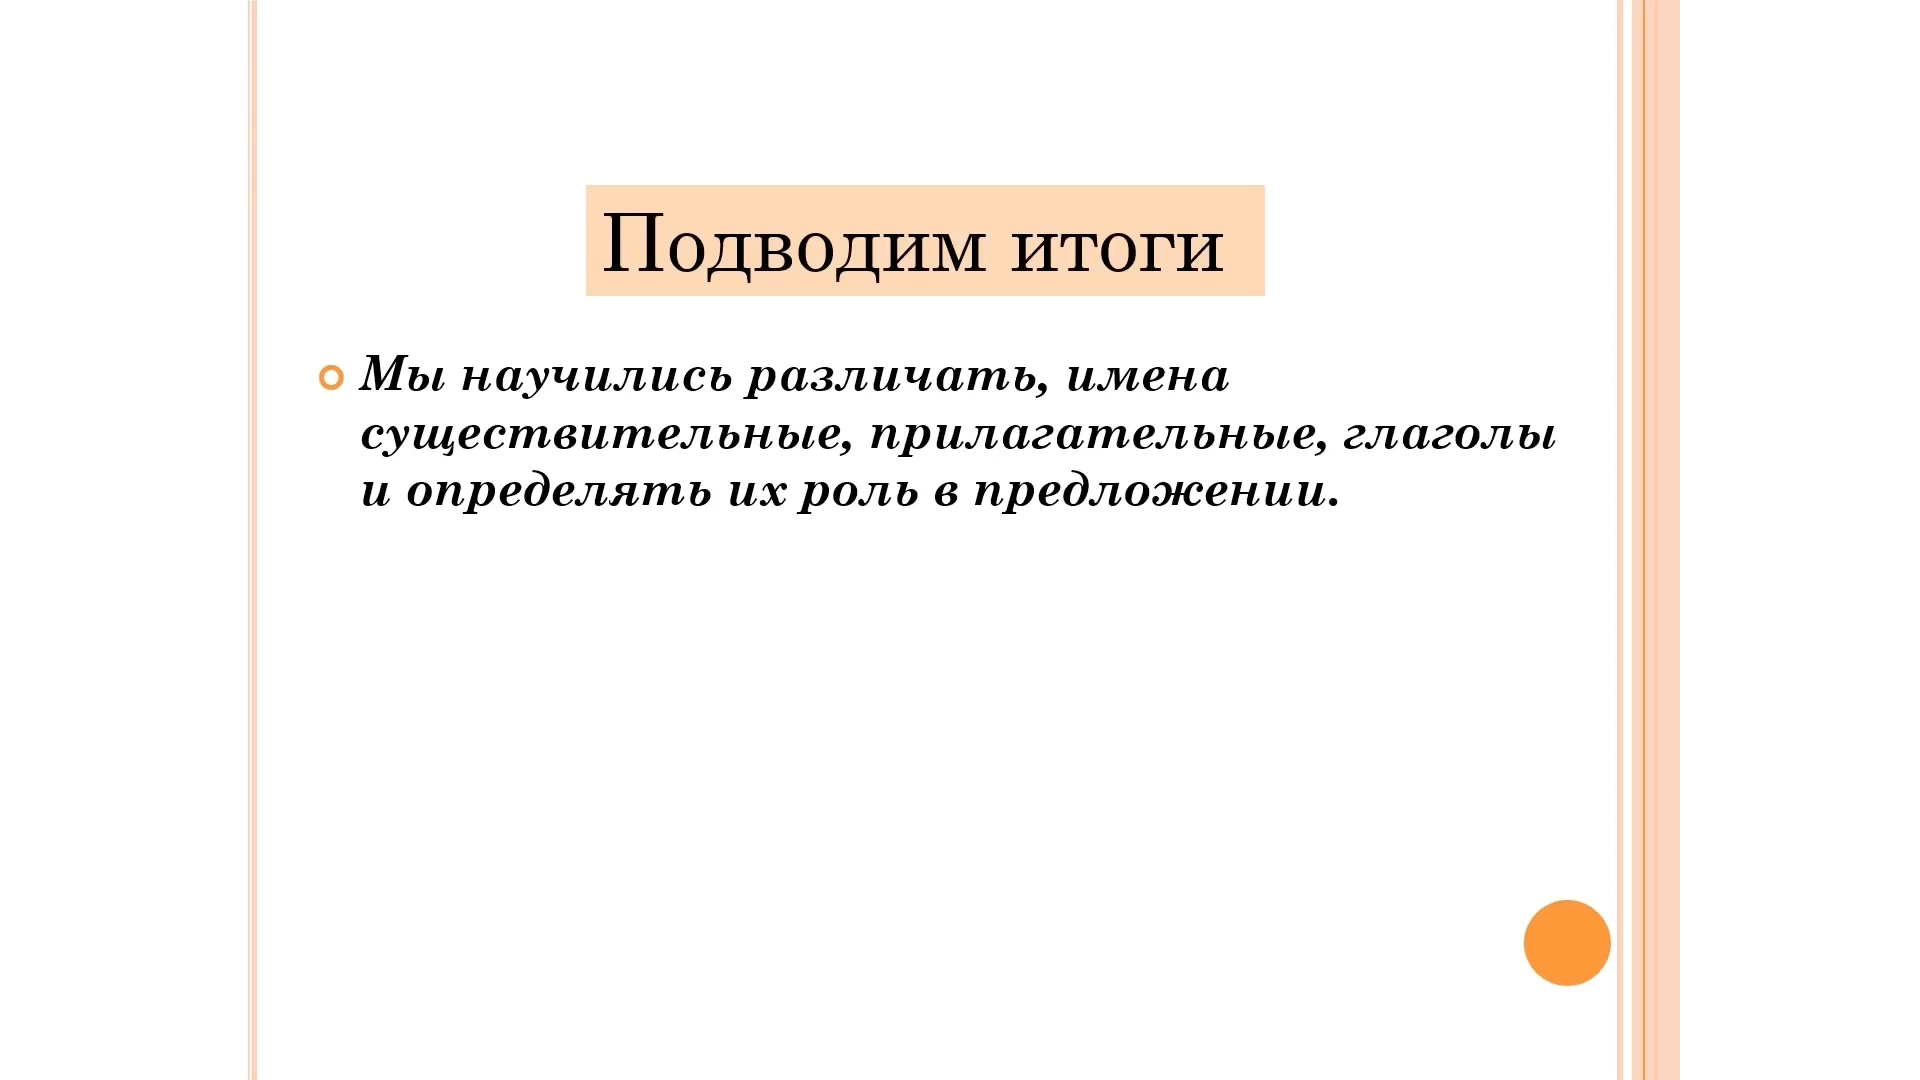 Подводим итоги
Мы научились различать, имена
существительные, прилагательные, глаголы
и определять их роль в предложении.